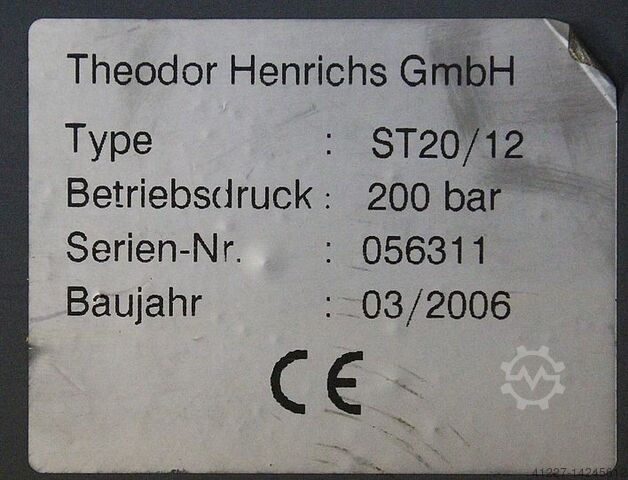 Theodor Henrichs GmbH
Type : ST20/12
Betriebsdruck : 200 bar
Serien-Nr. : 056311
Baujahr : 03/2006
CE